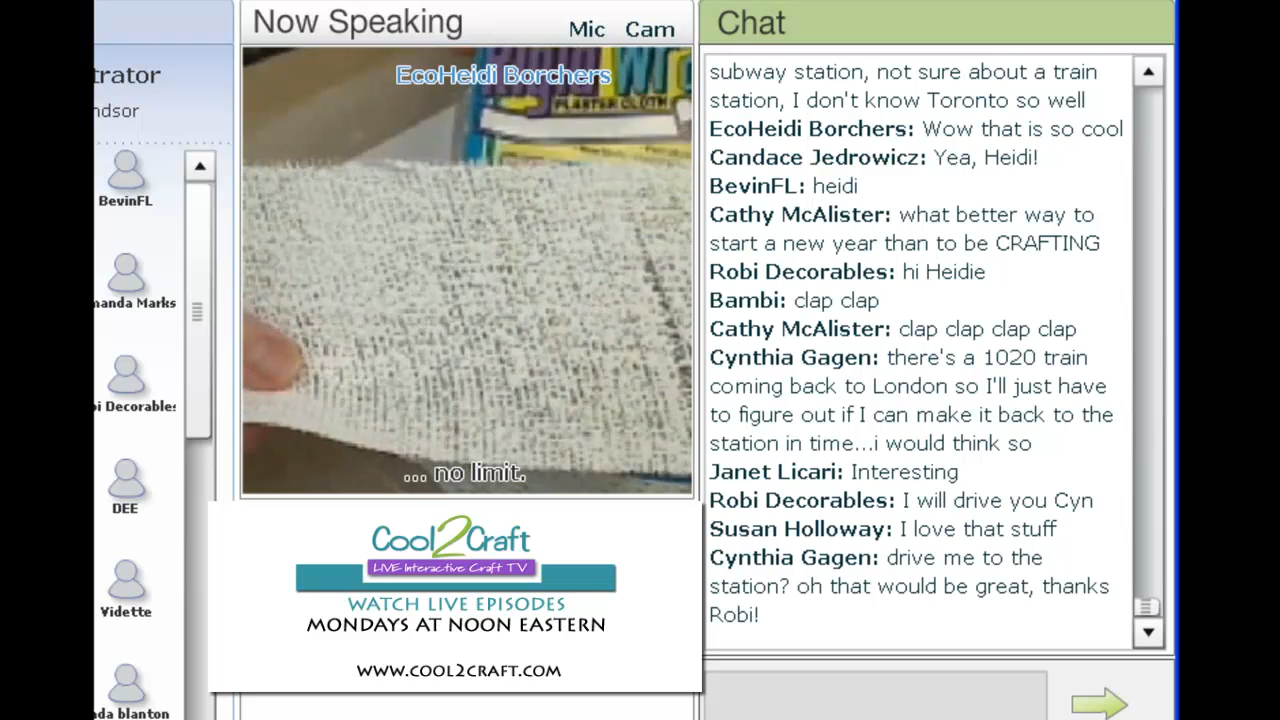 trator
ndsor
BevinFL
manda Marks
bi Decorables
DEE
Vidette
nda blanton
Now Speaking
Mic Cam
EcoHeidi Borchers
PLASTER CLOTH
... no limit.
Cool2Craft
LIVE Interactive Craft TV
WATCH LIVE EPISODES
MONDAYS AT NOON EASTERN
WWW.COOL2CRAFT.COM
Chat
subway station, not sure about a train
station, I don't know Toronto so well
EcoHeidi Borchers: Wow that is so cool
Candace Jedrowicz: Yea, Heidi!
BevinFL: heidi
Cathy McAlister: what better way to
start a new year than to be CRAFTING
Robi Decorables: hi Heidie
Bambi: clap clap
Cathy McAlister: clap clap clap clap
Cynthia Gagen: there's a 1020 train
coming back to London so I'll just have
to figure out if I can make it back to the
station in time...i would think so
Janet Licari: Interesting
Robi Decorables: I will drive you Cyn
Susan Holloway: I love that stuff
Cynthia Gagen: drive me to the
station? oh that would be great, thanks
Robi!